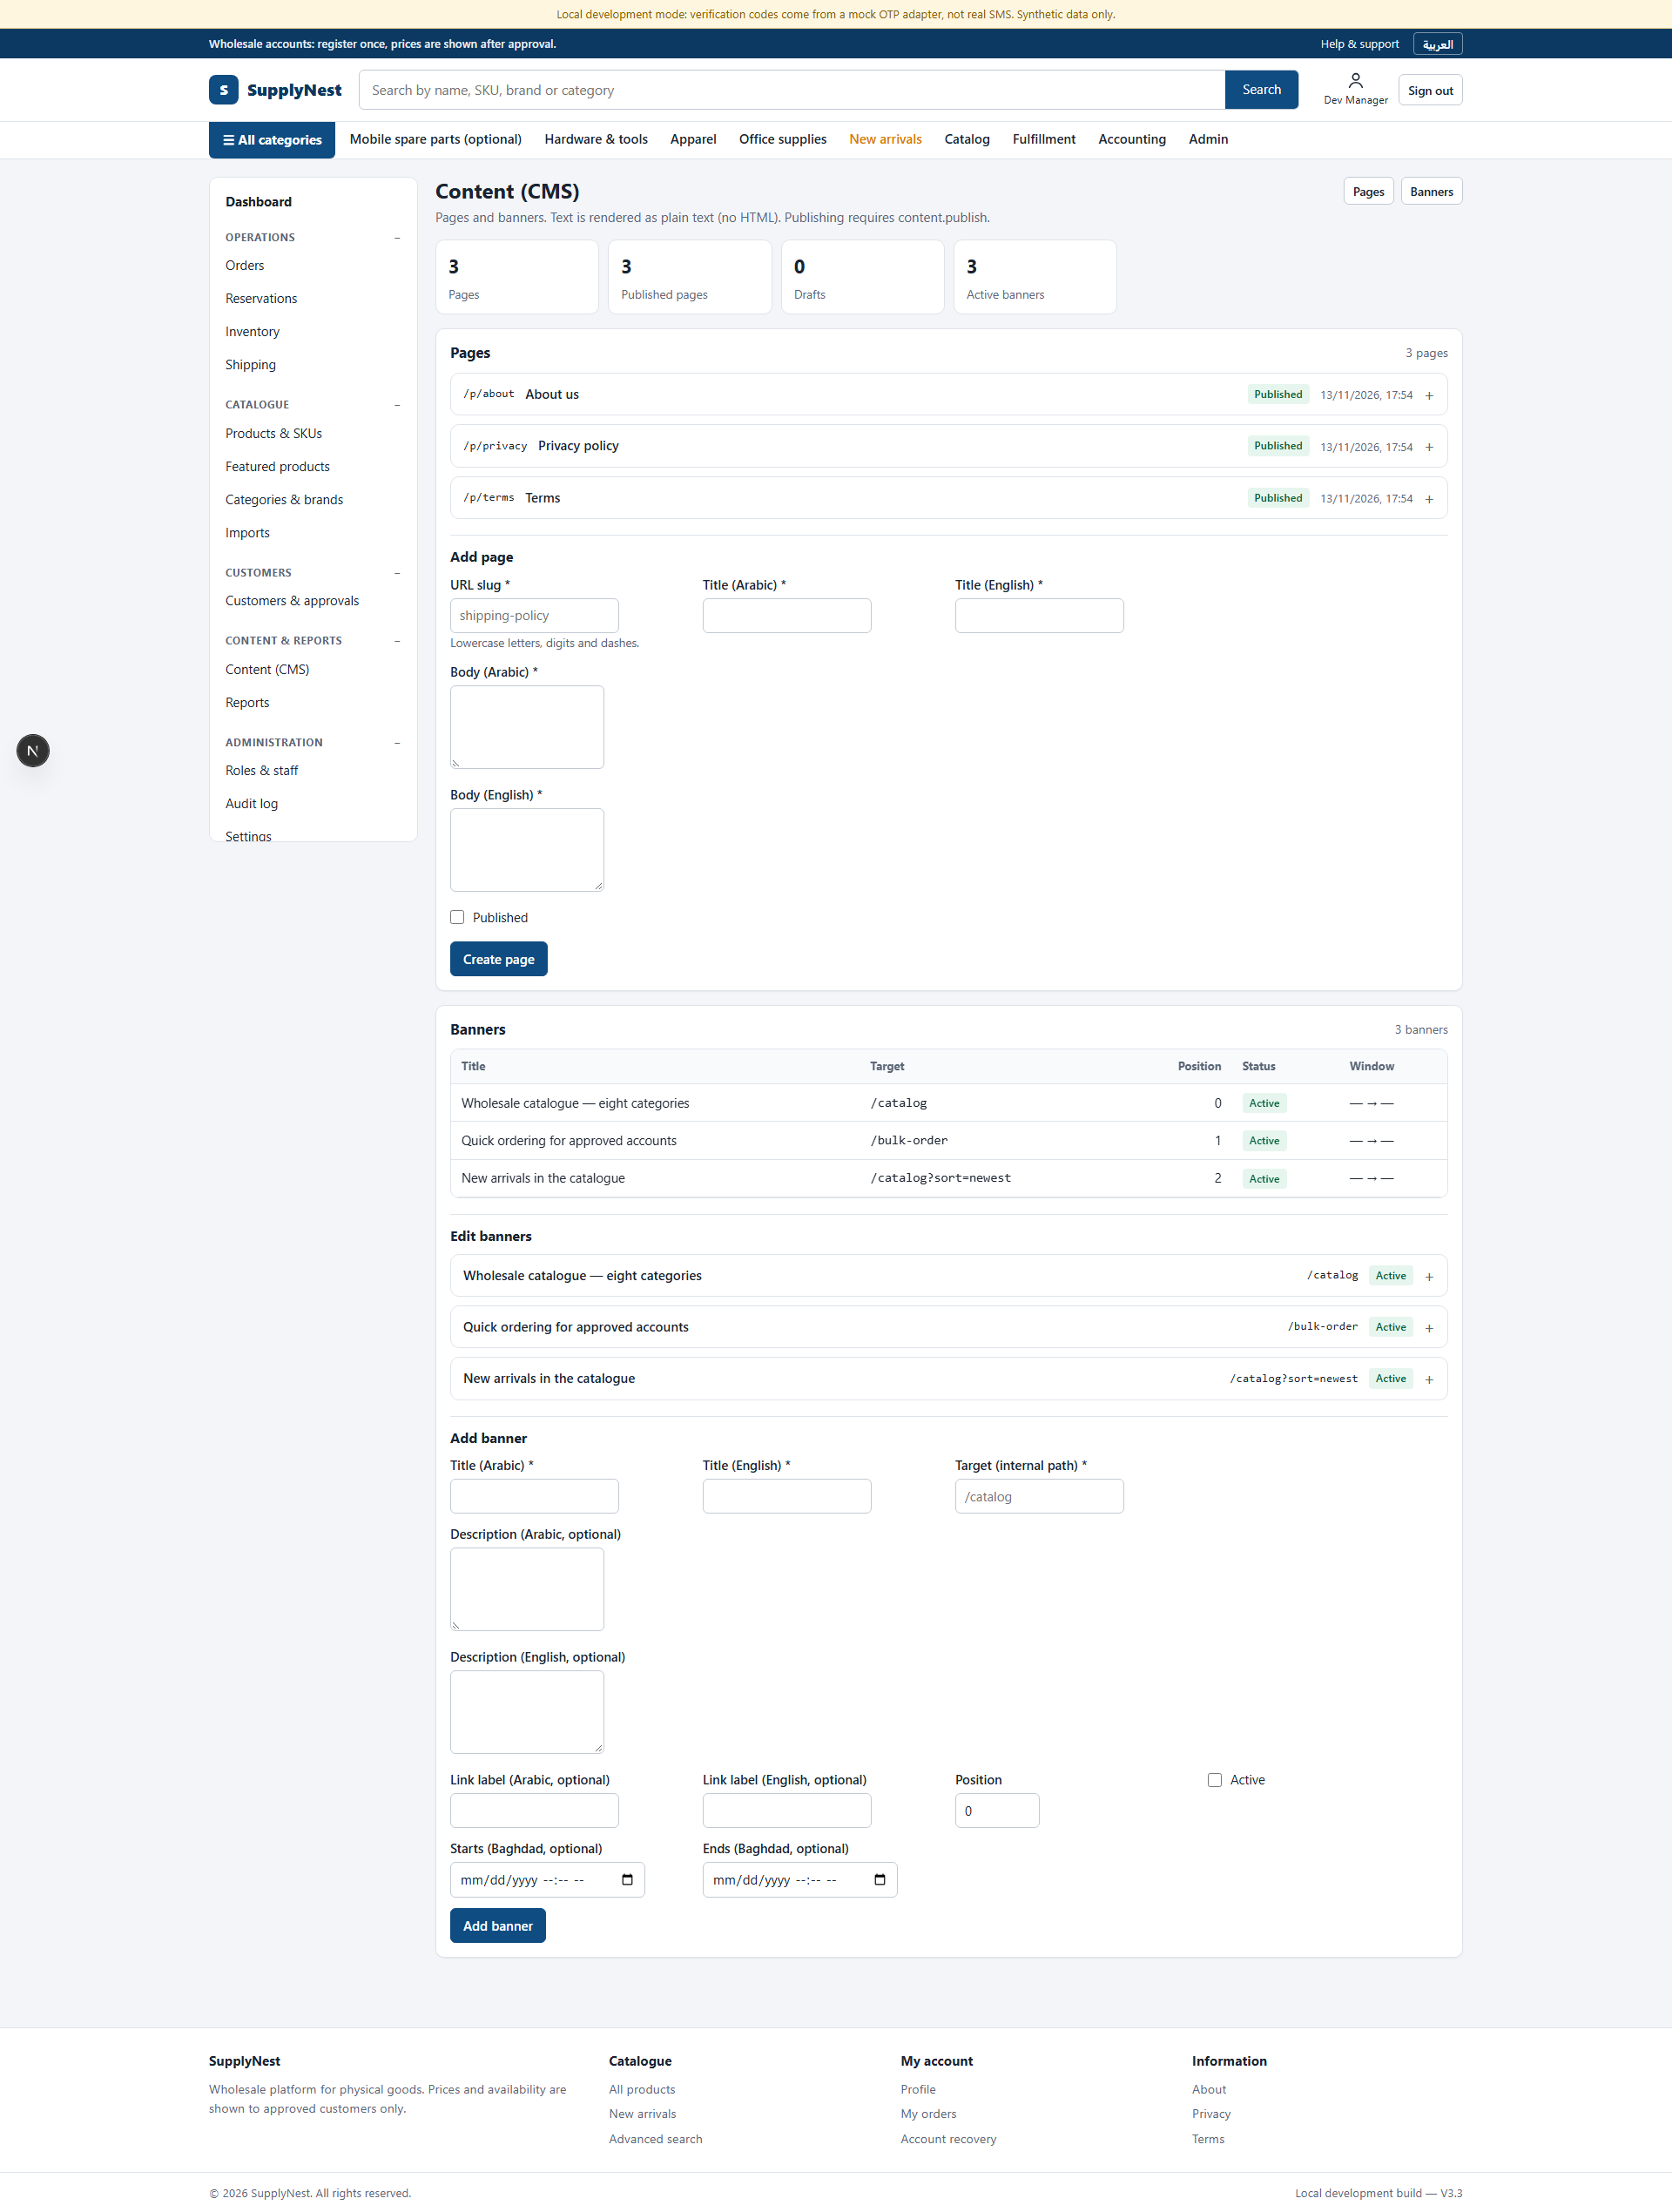 Local development mode: verification codes come from a mock OTP adapter, not real SMS. Synthetic data only.
Wholesale accounts: register once, prices are shown after approval.
Help & support
العربية
S SupplyNest
Search by name, SKU, brand or category
Search
Dev Manager
Sign out
☰ All categories
Mobile spare parts (optional)
Hardware & tools
Apparel
Office supplies
New arrivals
Catalog
Fulfillment
Accounting
Admin
Dashboard
OPERATIONS –
Orders
Reservations
Inventory
Shipping
CATALOGUE –
Products & SKUs
Featured products
Categories & brands
Imports
CUSTOMERS –
Customers & approvals
CONTENT & REPORTS –
Content (CMS)
Reports
ADMINISTRATION –
Roles & staff
Audit log
Settings
N
Content (CMS)
Pages
Banners
Pages and banners. Text is rendered as plain text (no HTML). Publishing requires content.publish.
3
Pages
3
Published pages
0
Drafts
3
Active banners
Pages
3 pages
/p/about About us Published 13/11/2026, 17:54 +
/p/privacy Privacy policy Published 13/11/2026, 17:54 +
/p/terms Terms Published 13/11/2026, 17:54 +
Add page
URL slug *
Title (Arabic) *
Title (English) *
shipping-policy
Lowercase letters, digits and dashes.
Body (Arabic) *
Body (English) *
Published
Create page
Banners
3 banners
Title Target Position Status Window
Wholesale catalogue — eight categories /catalog 0 Active — → —
Quick ordering for approved accounts /bulk-order 1 Active — → —
New arrivals in the catalogue /catalog?sort=newest 2 Active — → —
Edit banners
Wholesale catalogue — eight categories /catalog Active +
Quick ordering for approved accounts /bulk-order Active +
New arrivals in the catalogue /catalog?sort=newest Active +
Add banner
Title (Arabic) *
Title (English) *
Target (internal path) *
/catalog
Description (Arabic, optional)
Description (English, optional)
Link label (Arabic, optional)
Link label (English, optional)
Position
Active
0
Starts (Baghdad, optional)
Ends (Baghdad, optional)
mm/dd/yyyy --:-- --
mm/dd/yyyy --:-- --
Add banner
SupplyNest
Wholesale platform for physical goods. Prices and availability are
shown to approved customers only.
Catalogue
All products
New arrivals
Advanced search
My account
Profile
My orders
Account recovery
Information
About
Privacy
Terms
© 2026 SupplyNest. All rights reserved.
Local development build — V3.3